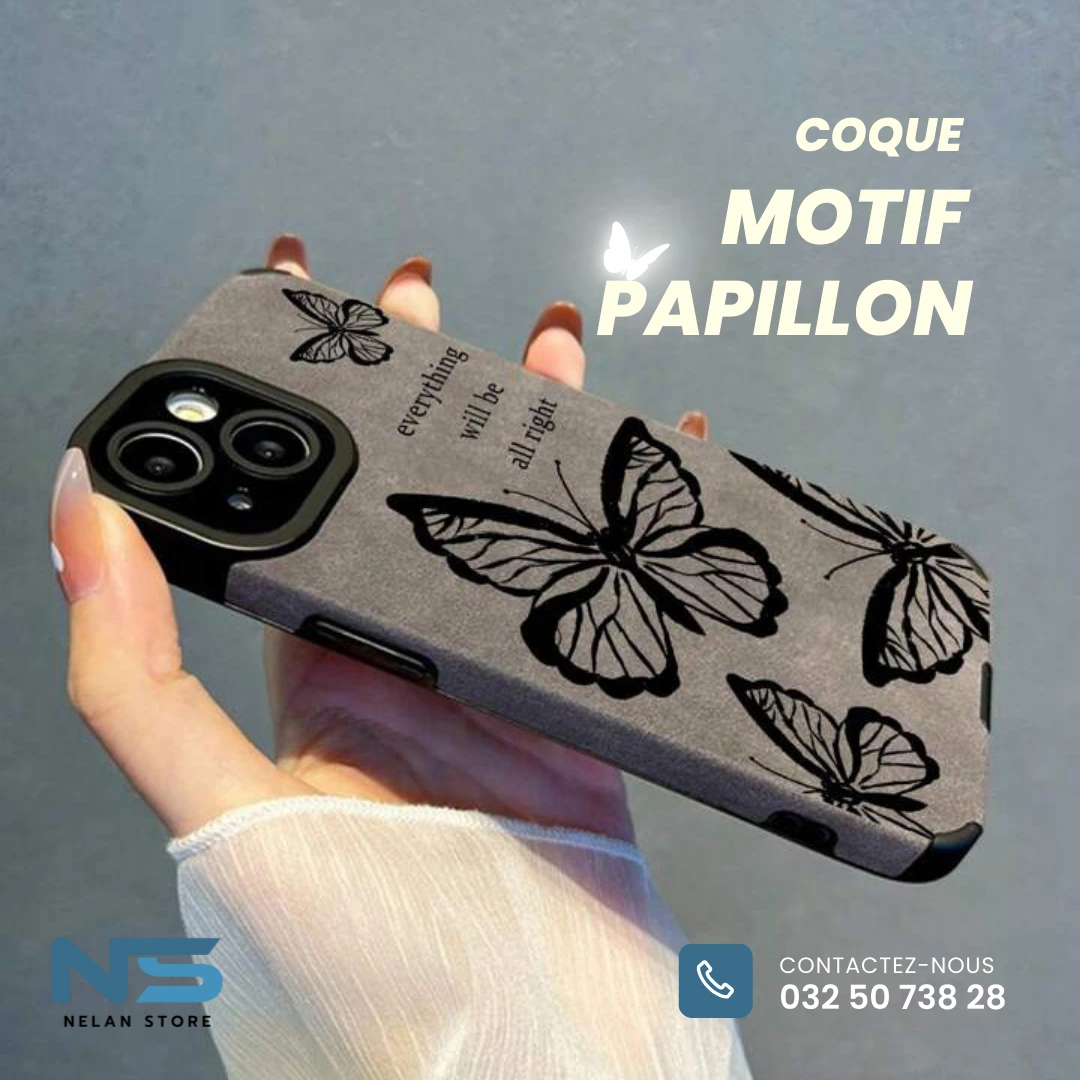 COQUE
MOTIF
PAPILLON
everything
will be
all right
NS
NELAN STORE
CONTACTEZ-NOUS
032 50 738 28